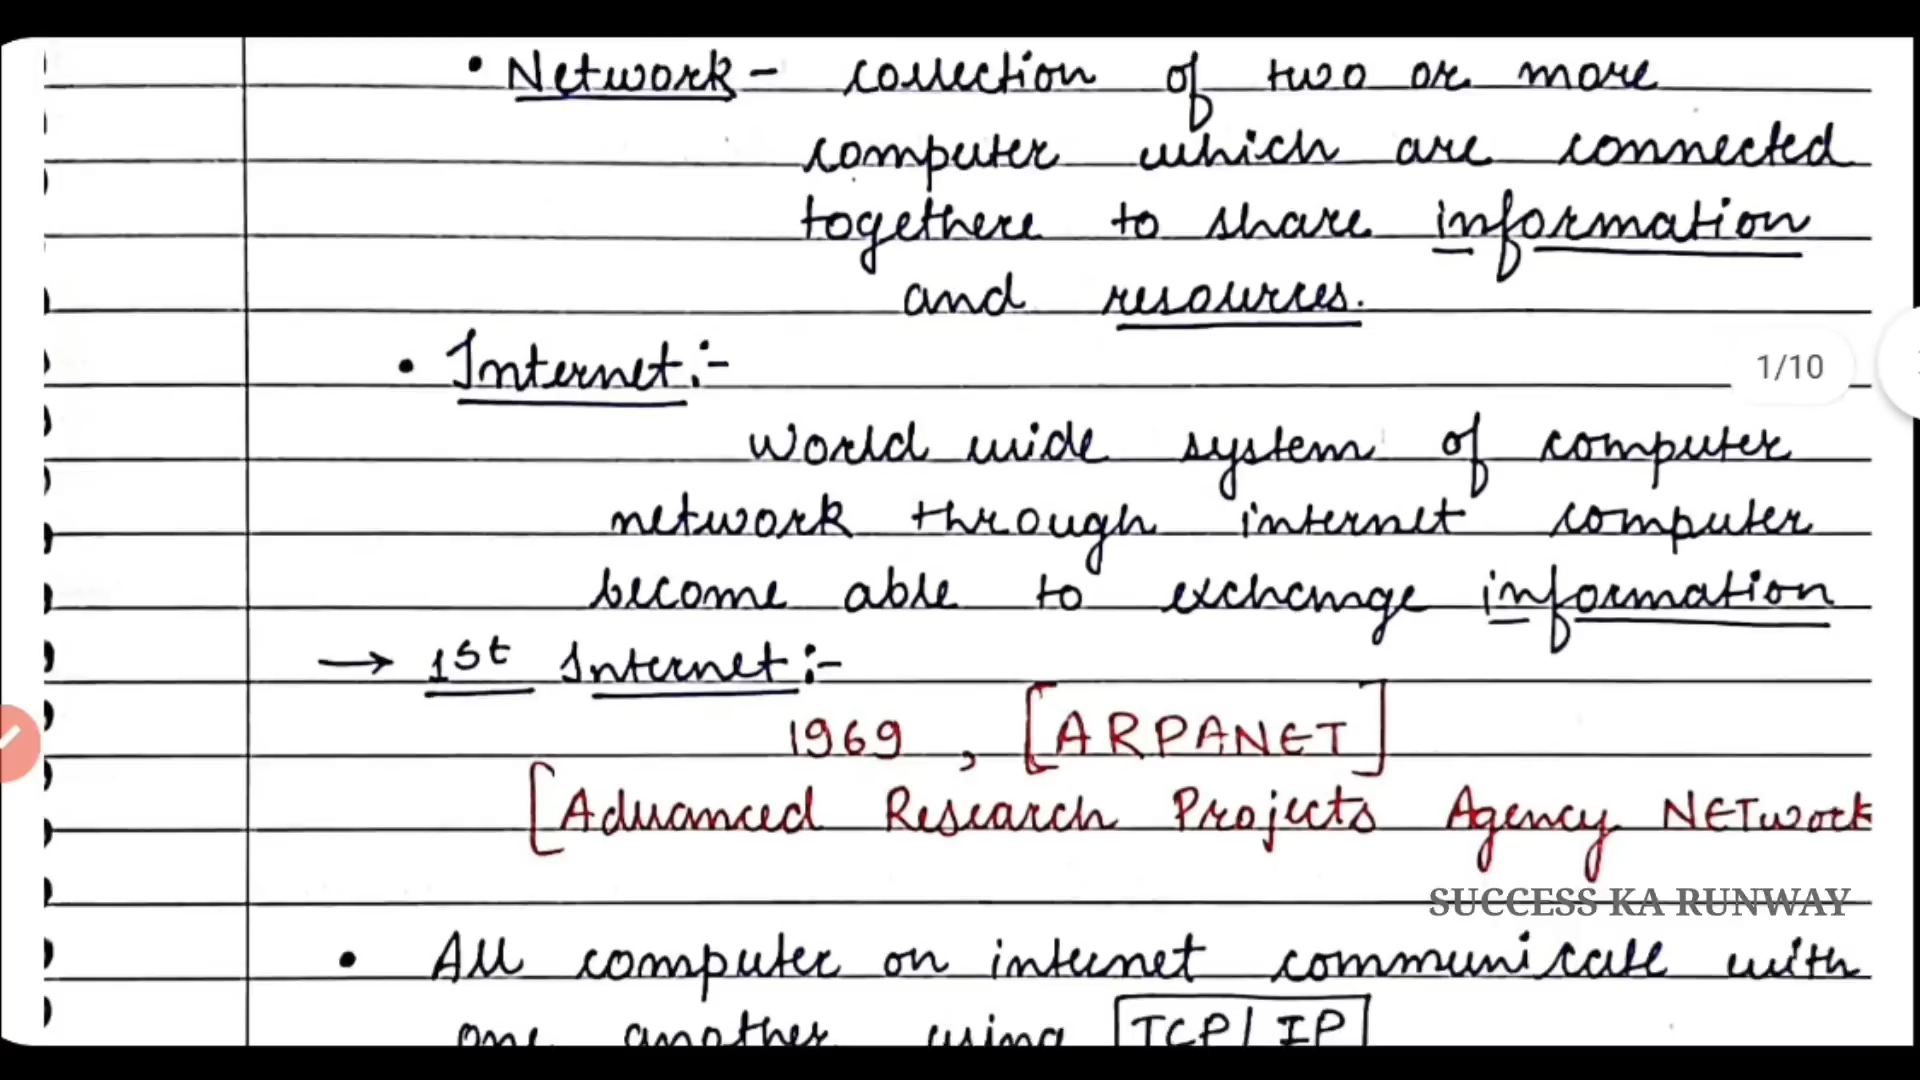 • Network - collection of two or more
computer which are connected
togethere to share information
and resources.
• Internet :-
World wide system of computer
network through internet computer
become able to exchange information
→ 1st Internet :-
1969 , [ARPANET]
[Advanced Research Projects Agency NETwork
• All computer on internet communicate with
one another using TCP/IP
1/10
SUCCESS KA RUNWAY